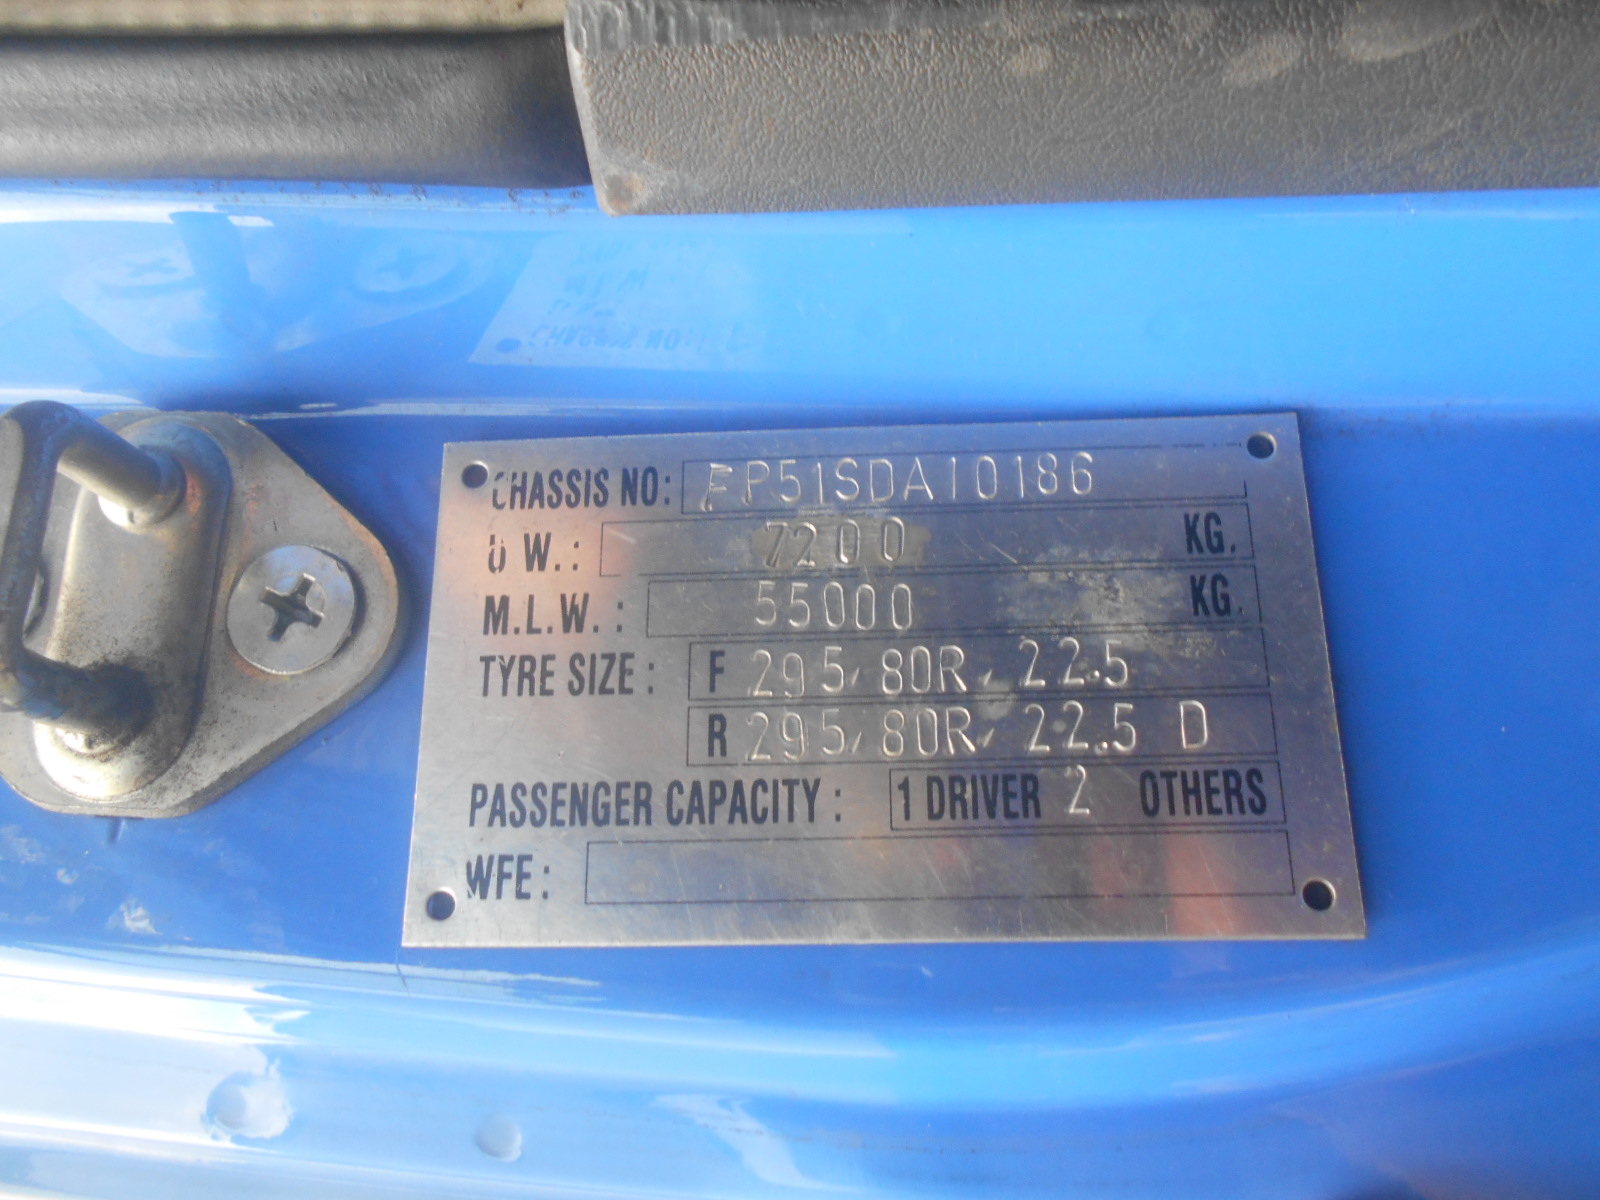 CHASSIS NO: FP51SDA10186
U W.: 7200 KG.
M.L.W.: 55000 KG.
TYRE SIZE: F 295/80R/22.5
R 295/80R/22.5 D
PASSENGER CAPACITY: 1 DRIVER 2 OTHERS
WFE: